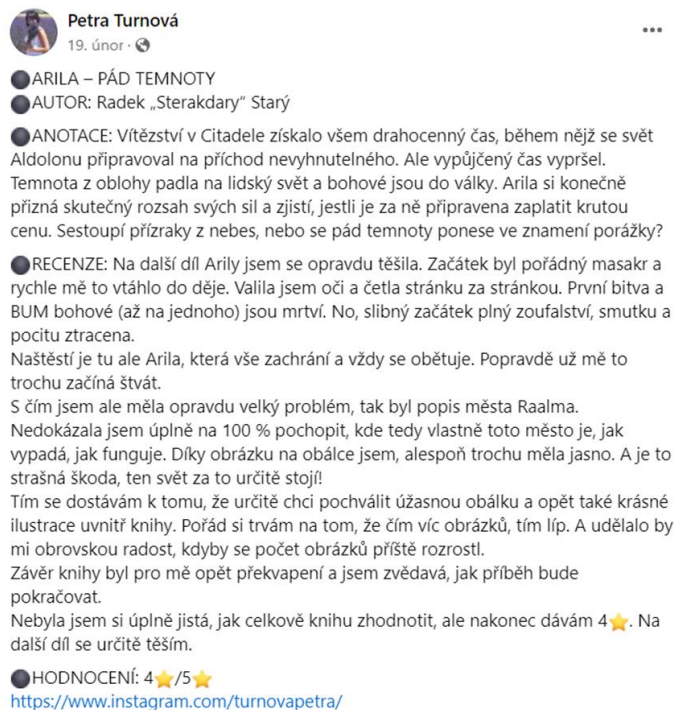 Petra Turnová
19. únor ·
ARILA – PÁD TEMNOTY
AUTOR: Radek „Sterakdary" Starý
ANOTACE: Vítězství v Citadele získalo všem drahocenný čas, během nějž se svět
Aldolonu připravoval na příchod nevyhnutelného. Ale vypůjčený čas vypršel.
Temnota z oblohy padla na lidský svět a bohové jsou do války. Arila si konečně
přizná skutečný rozsah svých sil a zjistí, jestli je za ně připravena zaplatit krutou
cenu. Sestoupí přízraky z nebes, nebo se pád temnoty ponese ve znamení porážky?
RECENZE: Na další díl Arily jsem se opravdu těšila. Začátek byl pořádný masakr a
rychle mě to vtáhlo do děje. Valila jsem oči a četla stránku za stránkou. První bitva a
BUM bohové (až na jednoho) jsou mrtví. No, slibný začátek plný zoufalství, smutku a
pocitu ztracena.
Naštěstí je tu ale Arila, která vše zachrání a vždy se obětuje. Popravdě už mě to
trochu začíná štvát.
S čím jsem ale měla opravdu velký problém, tak byl popis města Raalma.
Nedokázala jsem úplně na 100 % pochopit, kde tedy vlastně toto město je, jak
vypadá, jak funguje. Díky obrázku na obálce jsem, alespoň trochu měla jasno. A je to
strašná škoda, ten svět za to určitě stojí!
Tím se dostávám k tomu, že určitě chci pochválit úžasnou obálku a opět také krásné
ilustrace uvnitř knihy. Pořád si trvám na tom, že čím víc obrázků, tím líp. A udělalo by
mi obrovskou radost, kdyby se počet obrázků příště rozrostl.
Závěr knihy byl pro mě opět překvapení a jsem zvědavá, jak příběh bude
pokračovat.
Nebyla jsem si úplně jistá, jak celkově knihu zhodnotit, ale nakonec dávám 4⭐. Na
další díl se určitě těším.
HODNOCENÍ: 4⭐/5⭐
https://www.instagram.com/turnovapetra/